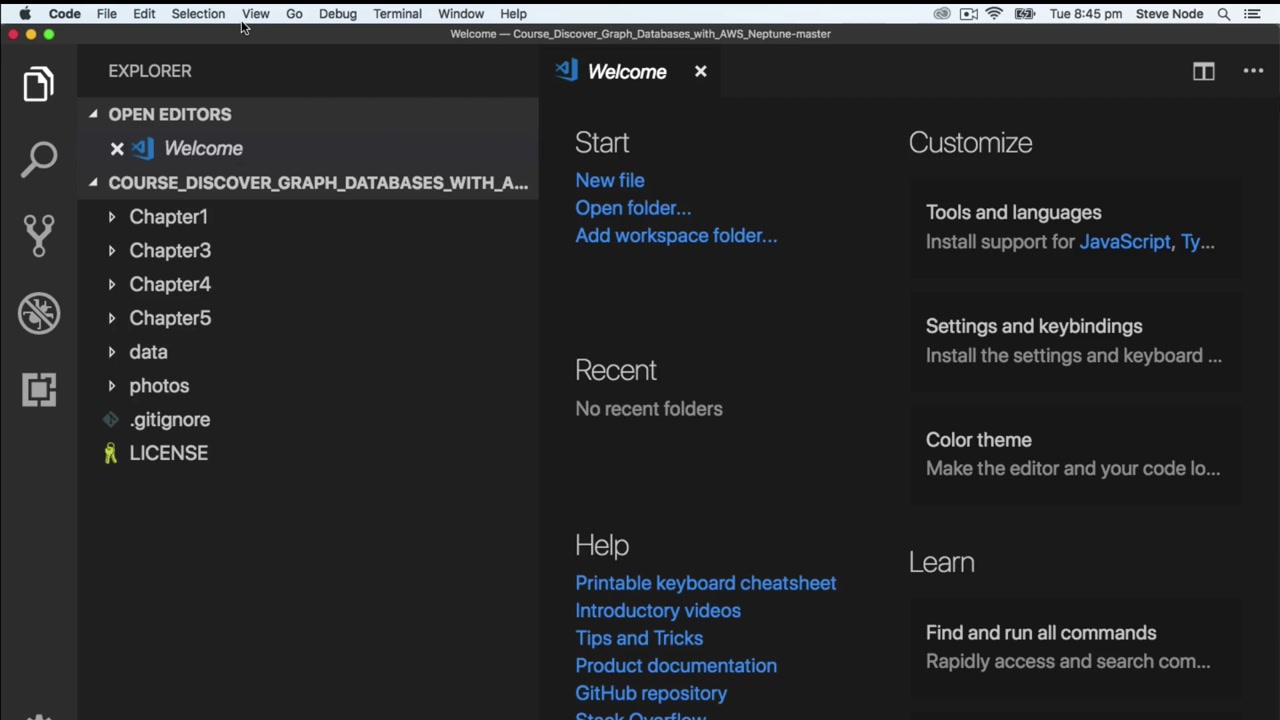 Code File Edit Selection View Go Debug Terminal Window Help Tue 8:45 pm Steve Node
Welcome — Course_Discover_Graph_Databases_with_AWS_Neptune-master
EXPLORER
OPEN EDITORS
Welcome
COURSE_DISCOVER_GRAPH_DATABASES_WITH_A...
Chapter1
Chapter3
Chapter4
Chapter5
data
photos
.gitignore
LICENSE
Welcome
Start
New file
Open folder...
Add workspace folder...
Recent
No recent folders
Help
Printable keyboard cheatsheet
Introductory videos
Tips and Tricks
Product documentation
GitHub repository
Stack Overflow
Customize
Tools and languages
Install support for JavaScript, Ty...
Settings and keybindings
Install the settings and keyboard ...
Color theme
Make the editor and your code lo...
Learn
Find and run all commands
Rapidly access and search com...